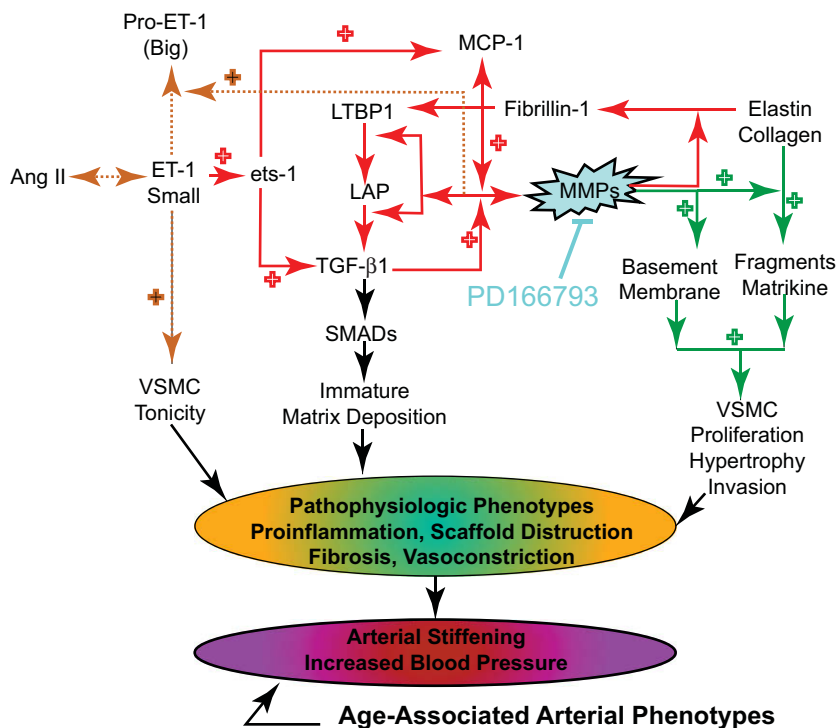 Pro-ET-1
(Big)
MCP-1
LTBP1
Fibrillin-1
Elastin
Collagen
Ang II
ET-1
Small
ets-1
LAP
MMPs
TGF-β1
PD166793
Basement
Membrane
Fragments
Matrikine
SMADs
VSMC
Tonicity
Immature
Matrix Deposition
VSMC
Proliferation
Hypertrophy
Invasion
Pathophysiologic Phenotypes
Proinflammation, Scaffold Distruction
Fibrosis, Vasoconstriction
Arterial Stiffening
Increased Blood Pressure
Age-Associated Arterial Phenotypes